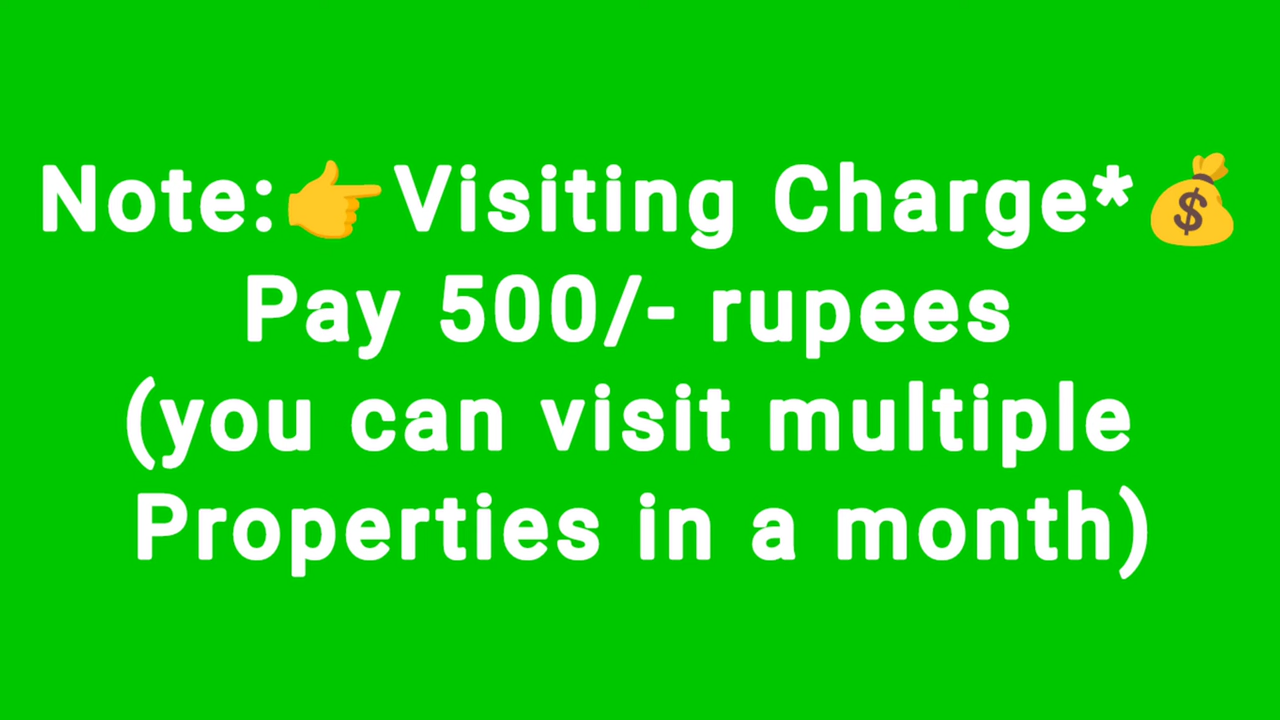 Note:👉Visiting Charge*💰
Pay 500/- rupees
(you can visit multiple
Properties in a month)